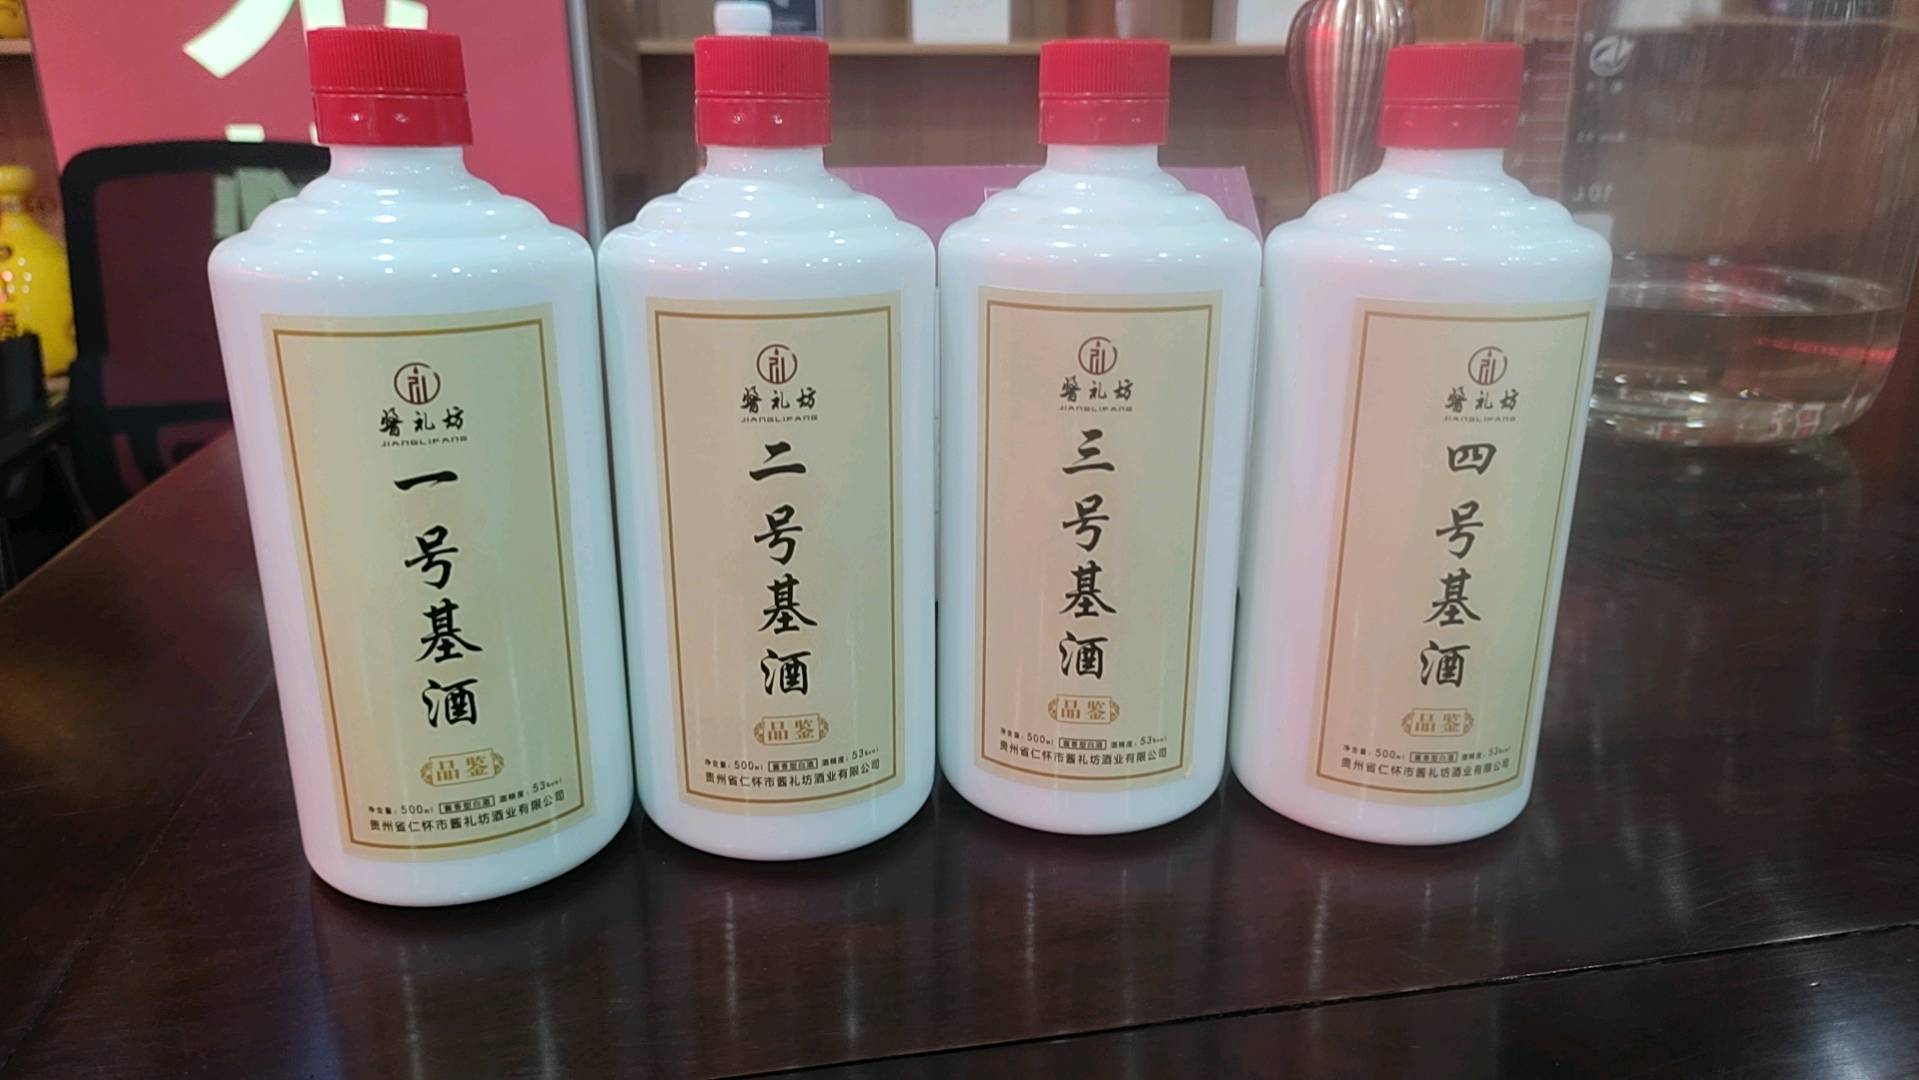 酱礼坊
JIANGLIFANG
一号基酒
品鉴
净含量：500ml 酱香型白酒 酒精度：53%vol
贵州省仁怀市酱礼坊酒业有限公司
酱礼坊
JIANGLIFANG
二号基酒
品鉴
净含量：500ml 酱香型白酒 酒精度：53%vol
贵州省仁怀市酱礼坊酒业有限公司
酱礼坊
JIANGLIFANG
三号基酒
品鉴
净含量：500ml 酱香型白酒 酒精度：53%vol
贵州省仁怀市酱礼坊酒业有限公司
酱礼坊
JIANGLIFANG
四号基酒
品鉴
净含量：500ml 酱香型白酒 酒精度：53%vol
贵州省仁怀市酱礼坊酒业有限公司
10L